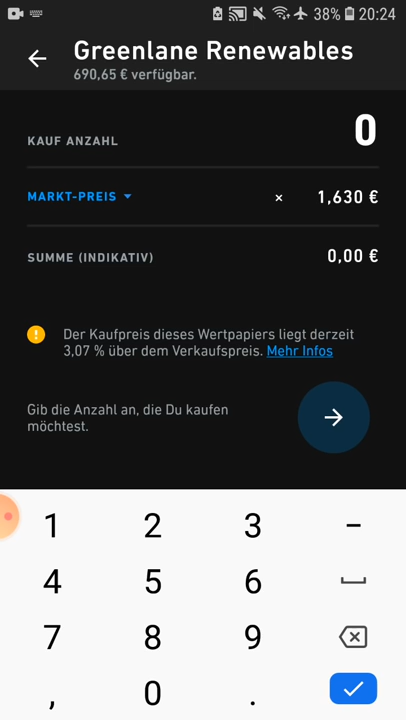 38% 20:24
Greenlane Renewables
690,65 € verfügbar.
KAUF ANZAHL 0
MARKT-PREIS × 1,630 €
SUMME (INDIKATIV) 0,00 €
Der Kaufpreis dieses Wertpapiers liegt derzeit
3,07 % über dem Verkaufspreis. Mehr Infos
Gib die Anzahl an, die Du kaufen
möchtest.
1 2 3 –
4 5 6
7 8 9
, 0 .